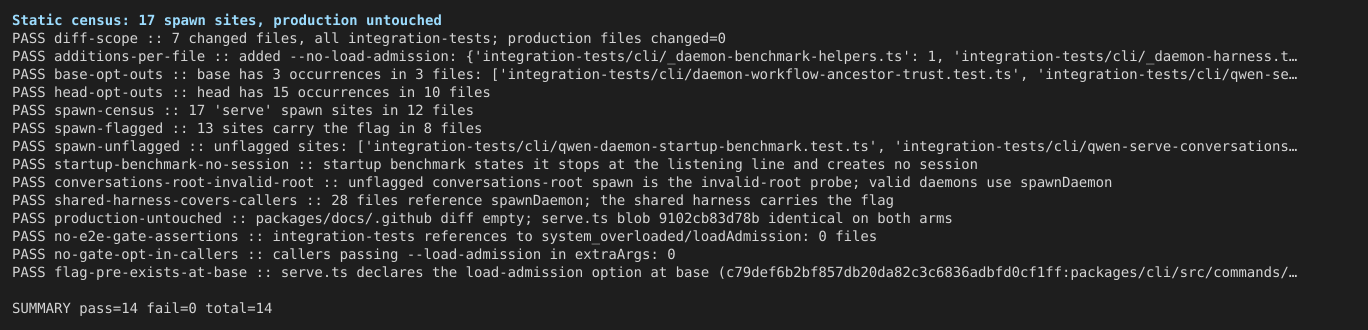 Static census: 17 spawn sites, production untouched
PASS diff-scope :: 7 changed files, all integration-tests; production files changed=0
PASS additions-per-file :: added --no-load-admission: {'integration-tests/cli/_daemon-benchmark-helpers.ts': 1, 'integration-tests/cli/_daemon-harness.t…
PASS base-opt-outs :: base has 3 occurrences in 3 files: ['integration-tests/cli/daemon-workflow-ancestor-trust.test.ts', 'integration-tests/cli/qwen-se…
PASS head-opt-outs :: head has 15 occurrences in 10 files
PASS spawn-census :: 17 'serve' spawn sites in 12 files
PASS spawn-flagged :: 13 sites carry the flag in 8 files
PASS spawn-unflagged :: unflagged sites: ['integration-tests/cli/qwen-daemon-startup-benchmark.test.ts', 'integration-tests/cli/qwen-serve-conversations…
PASS startup-benchmark-no-session :: startup benchmark states it stops at the listening line and creates no session
PASS conversations-root-invalid-root :: unflagged conversations-root spawn is the invalid-root probe; valid daemons use spawnDaemon
PASS shared-harness-covers-callers :: 28 files reference spawnDaemon; the shared harness carries the flag
PASS production-untouched :: packages/docs/.github diff empty; serve.ts blob 9102cb83d78b identical on both arms
PASS no-e2e-gate-assertions :: integration-tests references to system_overloaded/loadAdmission: 0 files
PASS no-gate-opt-in-callers :: callers passing --load-admission in extraArgs: 0
PASS flag-pre-exists-at-base :: serve.ts declares the load-admission option at base (c79def6b2bf857db20da82c3c6836adbfd0cf1ff:packages/cli/src/commands/…
SUMMARY pass=14 fail=0 total=14